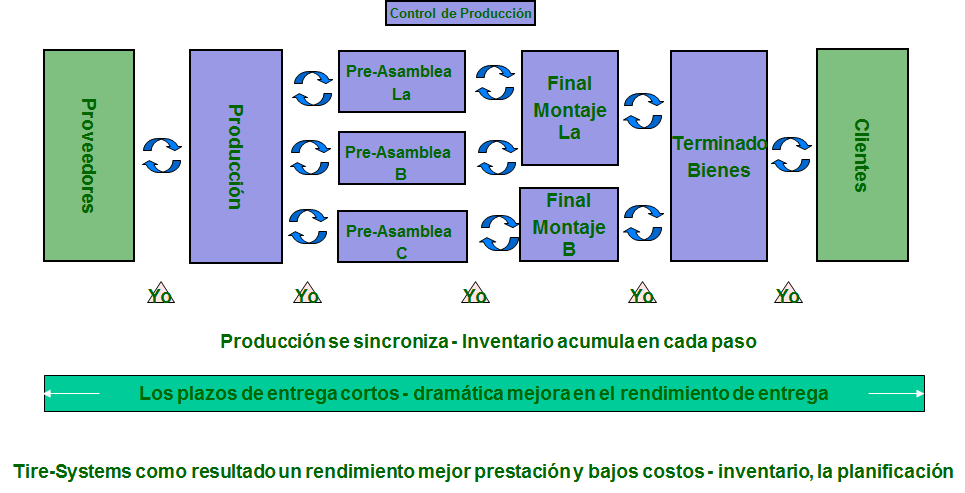 Control de Producción
Proveedores
Producción
Pre-Asamblea
La
Pre-Asamblea
B
Pre-Asamblea
C
Final
Montaje
La
Final
Montaje
B
Terminado
Bienes
Clientes
Yo
Yo
Yo
Yo
Yo
Producción se sincroniza - Inventario acumula en cada paso
Los plazos de entrega cortos - dramática mejora en el rendimiento de entrega
Tire-Systems como resultado un rendimiento mejor prestación y bajos costos - inventario, la planificación